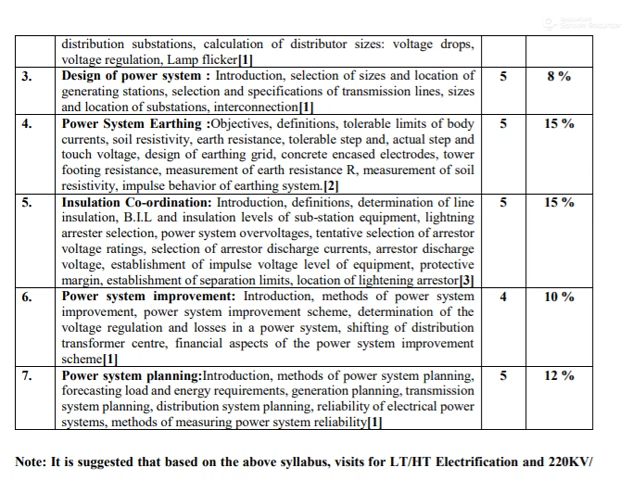 distribution substations, calculation of distributor sizes: voltage drops,
voltage regulation, Lamp flicker[1]
3. Design of power system : Introduction, selection of sizes and location of 5 8 %
generating stations, selection and specifications of transmission lines, sizes
and location of substations, interconnection[1]
4. Power System Earthing :Objectives, definitions, tolerable limits of body 5 15 %
currents, soil resistivity, earth resistance, tolerable step and, actual step and
touch voltage, design of earthing grid, concrete encased electrodes, tower
footing resistance, measurement of earth resistance R, measurement of soil
resistivity, impulse behavior of earthing system.[2]
5. Insulation Co-ordination: Introduction, definitions, determination of line 5 15 %
insulation, B.I.L and insulation levels of sub-station equipment, lightning
arrester selection, power system overvoltages, tentative selection of arrestor
voltage ratings, selection of arrestor discharge currents, arrestor discharge
voltage, establishment of impulse voltage level of equipment, protective
margin, establishment of separation limits, location of lightening arrestor[3]
6. Power system improvement: Introduction, methods of power system 4 10 %
improvement, power system improvement scheme, determination of the
voltage regulation and losses in a power system, shifting of distribution
transformer centre, financial aspects of the power system improvement
scheme[1]
7. Power system planning:Introduction, methods of power system planning, 5 12 %
forecasting load and energy requirements, generation planning, transmission
system planning, distribution system planning, reliability of electrical power
systems, methods of measuring power system reliability[1]
Note: It is suggested that based on the above syllabus, visits for LT/HT Electrification and 220KV/